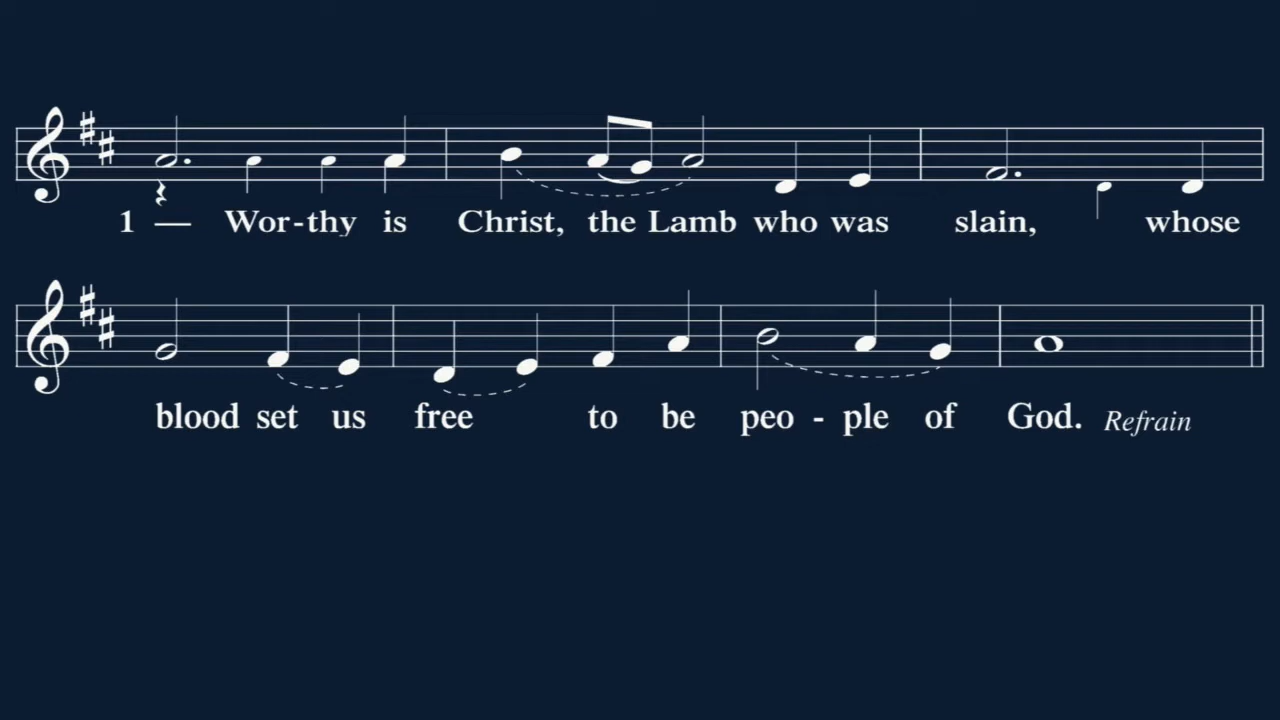 1 — Wor-thy is Christ, the Lamb who was slain, whose
blood set us free to be peo - ple of God. Refrain